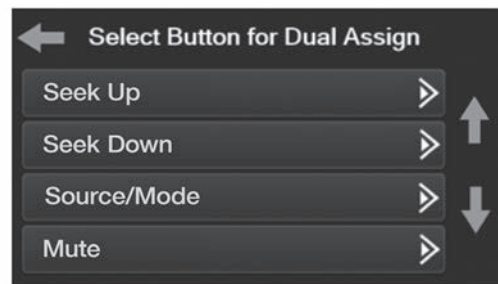 Select Button for Dual Assign
Seek Up
Seek Down
Source/Mode
Mute